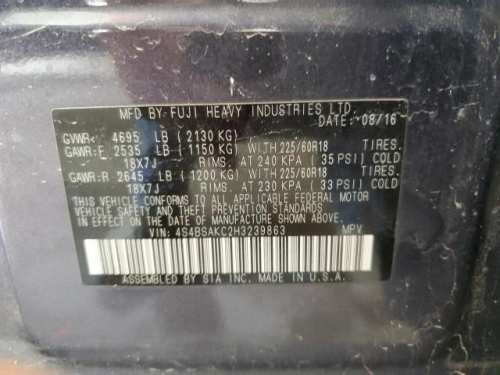 MFD. BY: FUJI HEAVY INDUSTRIES LTD.
DATE: 08/16
GVWR: 4695 LB (2130 KG)
GAWR:F 2535 LB (1150 KG) WITH 225/60R18 TIRES.
18X7J RIMS. AT 240 KPA (35 PSI) COLD
GAWR:R 2645 LB (1200 KG) WITH 225/60R18 TIRES.
18X7J RIMS. AT 230 KPA (33 PSI) COLD
THIS VEHICLE CONFORMS TO ALL APPLICABLE FEDERAL MOTOR
VEHICLE SAFETY, BUMPER, AND THEFT PREVENTION STANDARDS
IN EFFECT ON THE DATE OF MANUFACTURE SHOWN ABOVE.
VIN: 4S4BSAKC2H3239863 MPV
ASSEMBLED BY SIA INC. IN U.S.A.